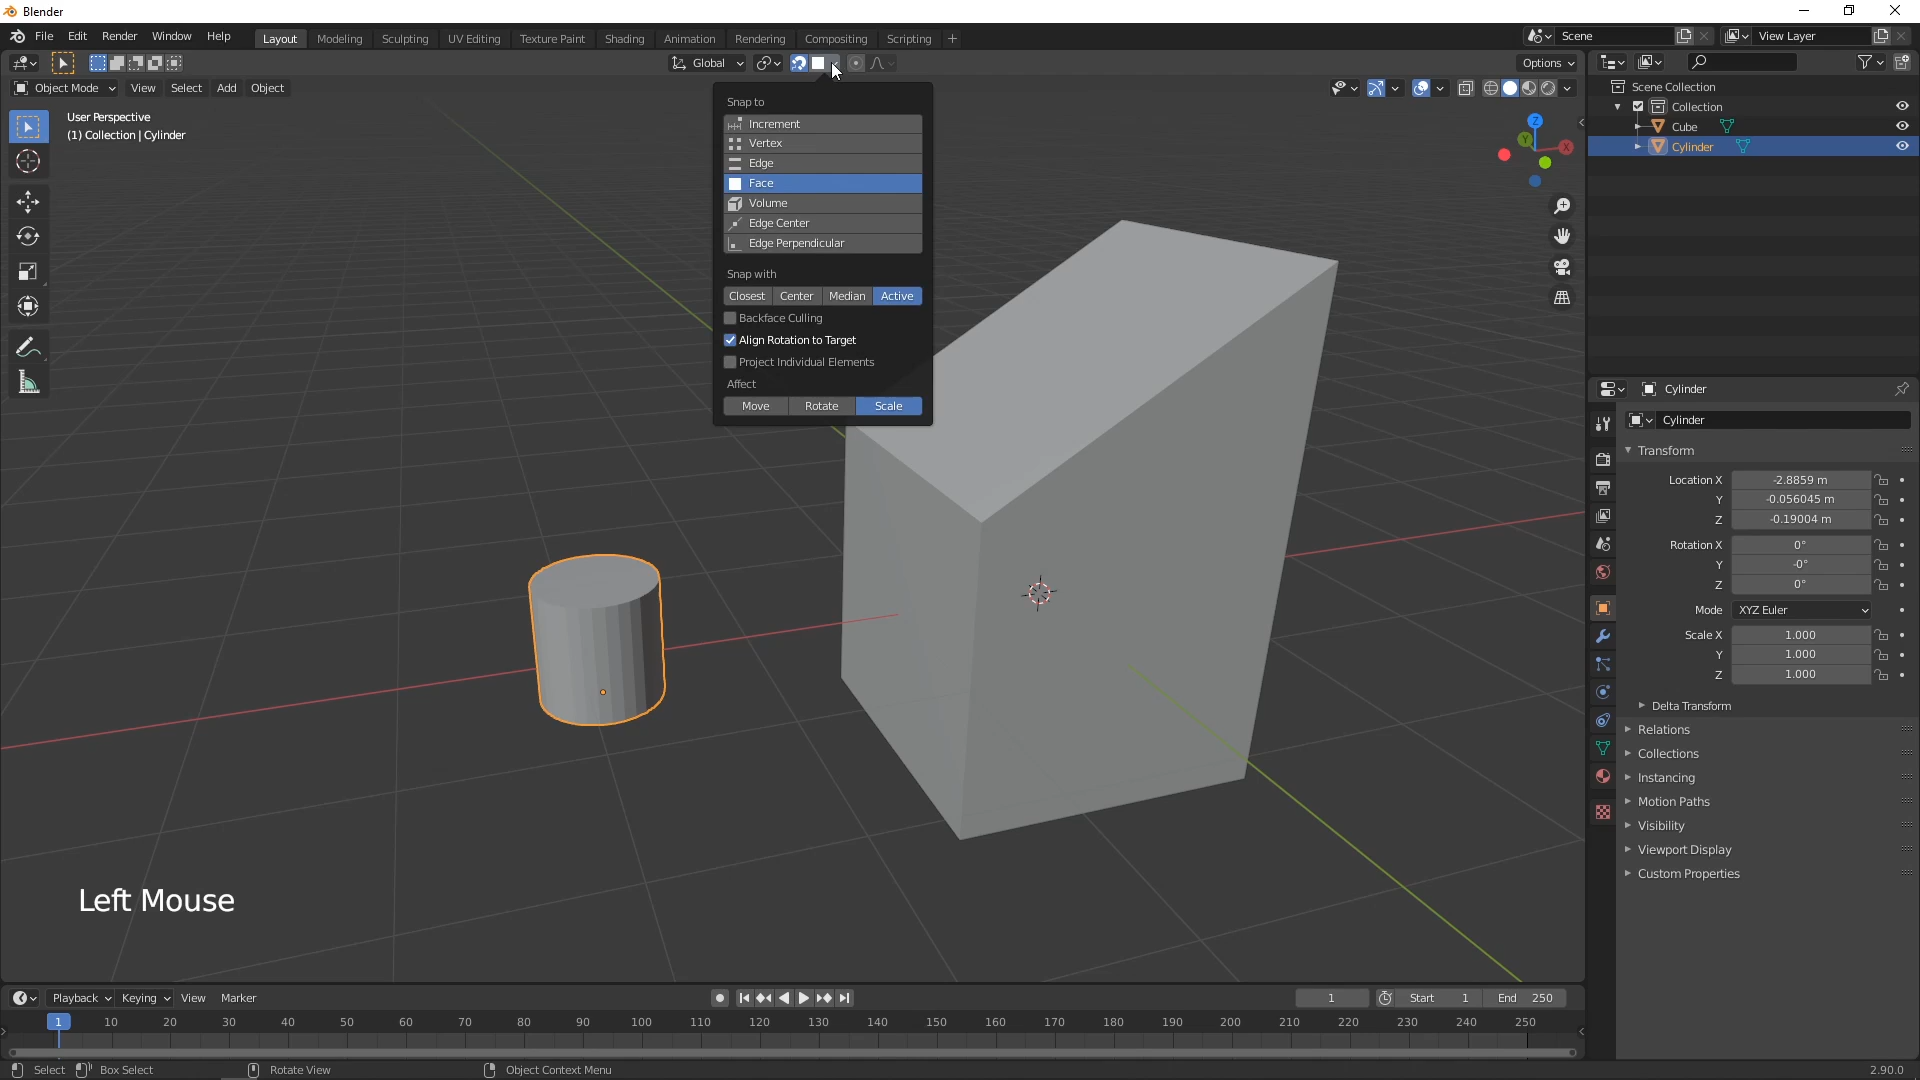 Blender
File Edit Render Window Help Layout Modeling Sculpting UV Editing Texture Paint Shading Animation Rendering Compositing Scripting + Scene View Layer
Global Options
Object Mode View Select Add Object
User Perspective
(1) Collection | Cylinder
Snap to
Increment
Vertex
Edge
Face
Volume
Edge Center
Edge Perpendicular
Snap with
Closest Center Median Active
Backface Culling
Align Rotation to Target
Project Individual Elements
Affect
Move Rotate Scale
Z
Y
X
Left Mouse
Scene Collection
Collection
Cube
Cylinder
Cylinder
Cylinder
Transform
Location X -2.8859 m
Y -0.056045 m
Z -0.19004 m
Rotation X 0°
Y -0°
Z 0°
Mode XYZ Euler
Scale X 1.000
Y 1.000
Z 1.000
Delta Transform
Relations
Collections
Instancing
Motion Paths
Visibility
Viewport Display
Custom Properties
Playback Keying View Marker 1 Start 1 End 250
1 10 20 30 40 50 60 70 80 90 100 110 120 130 140 150 160 170 180 190 200 210 220 230 240 250
Select Box Select Rotate View Object Context Menu 2.90.0